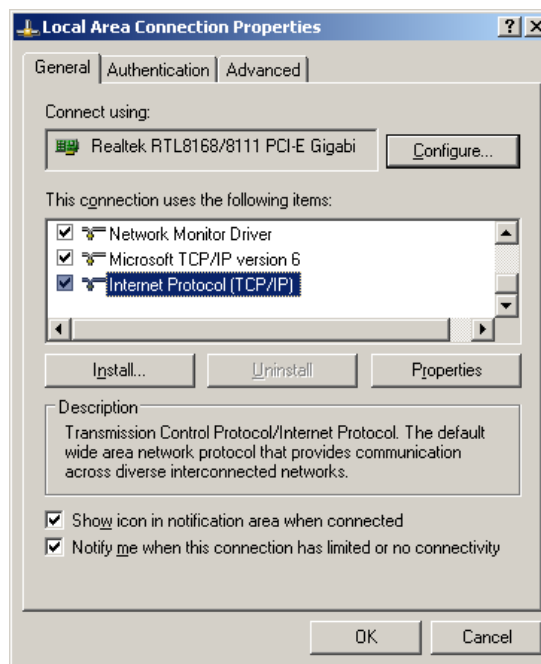 Local Area Connection Properties
General Authentication Advanced
Connect using:
Realtek RTL8168/8111 PCI-E Gigabi Configure...
This connection uses the following items:
Network Monitor Driver
Microsoft TCP/IP version 6
Internet Protocol (TCP/IP)
Install... Uninstall Properties
Description
Transmission Control Protocol/Internet Protocol. The default
wide area network protocol that provides communication
across diverse interconnected networks.
Show icon in notification area when connected
Notify me when this connection has limited or no connectivity
OK Cancel